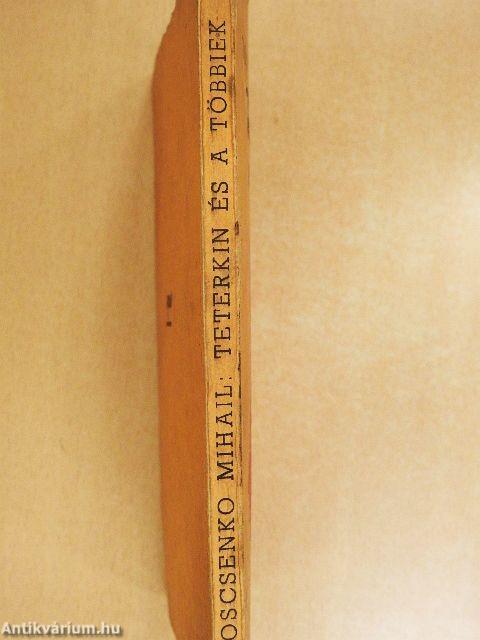 OSCSENKO MIHAIL: TETERKIN ÉS A TÖBBIEK
Antikvárium.hu